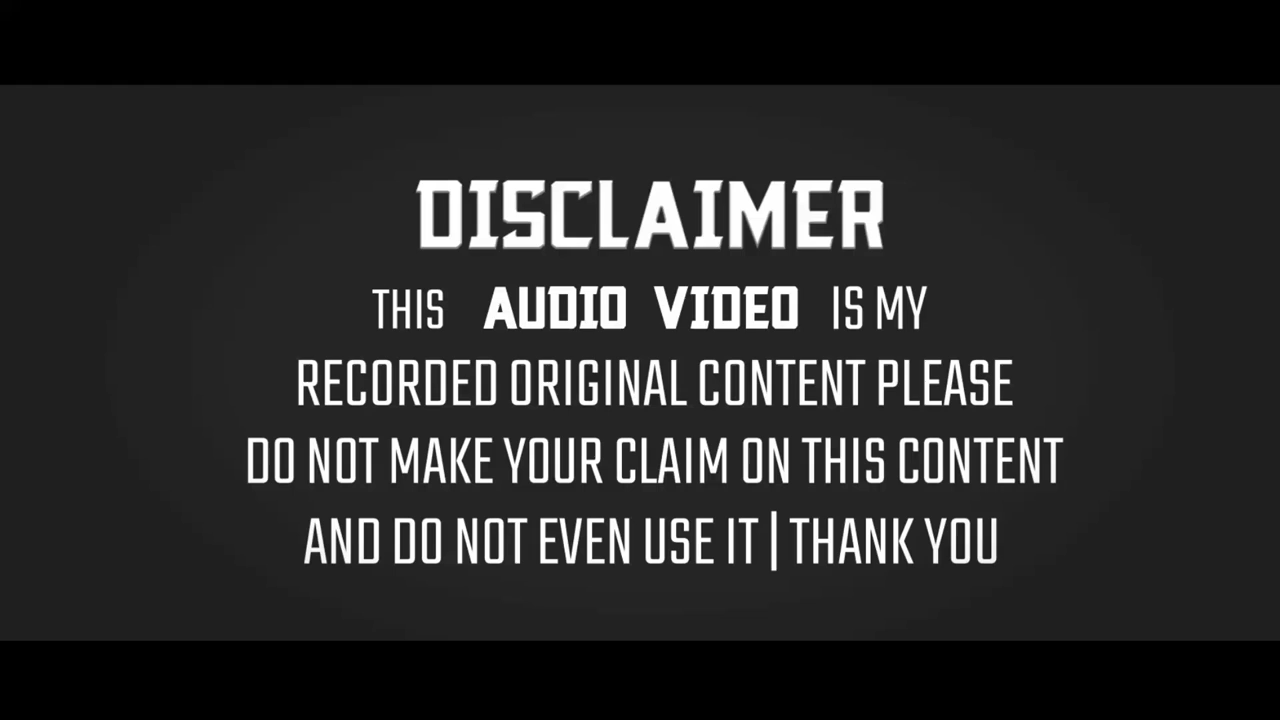 DISCLAIMER
THIS AUDIO VIDEO IS MY
RECORDED ORIGINAL CONTENT PLEASE
DO NOT MAKE YOUR CLAIM ON THIS CONTENT
AND DO NOT EVEN USE IT | THANK YOU